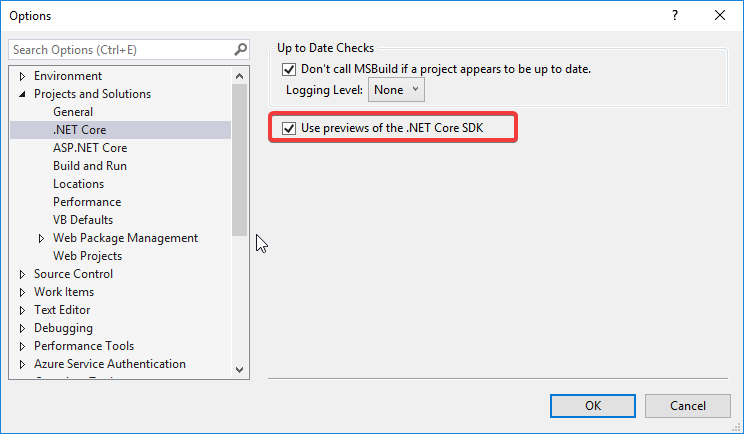 Options
?
Search Options (Ctrl+E)
Environment
Projects and Solutions
General
.NET Core
ASP.NET Core
Build and Run
Locations
Performance
VB Defaults
Web Package Management
Web Projects
Source Control
Work Items
Text Editor
Debugging
Performance Tools
Azure Service Authentication
Up to Date Checks
Don't call MSBuild if a project appears to be up to date.
Logging Level: None
Use previews of the .NET Core SDK
OK
Cancel